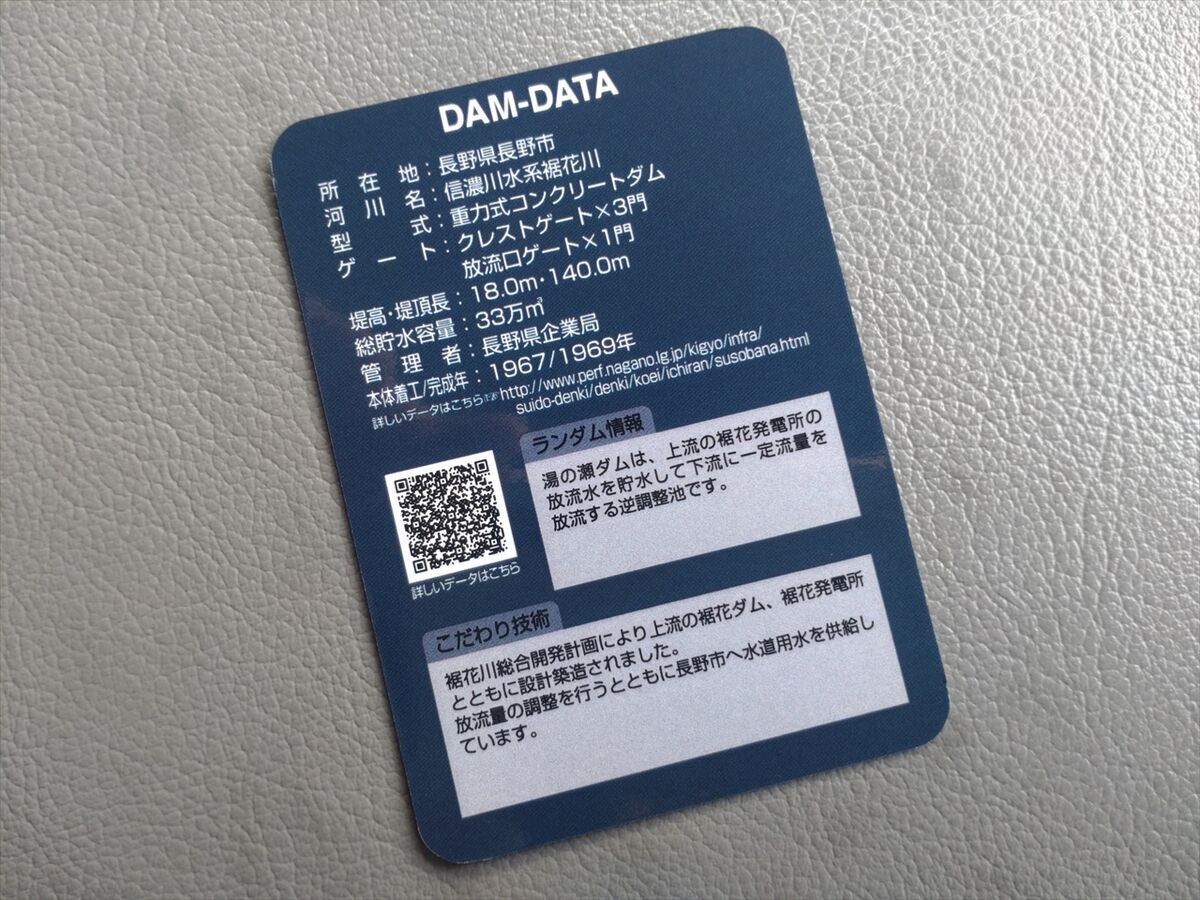 DAM-DATA
所在地：長野県長野市
河川名：信濃川水系裾花川
型式：重力式コンクリートダム
ゲート：クレストゲート×3門
放流口ゲート×1門
堤高・堤頂長：18.0m・140.0m
総貯水容量：33万㎥
管理者：長野県企業局
本体着工/完成年：1967/1969年
詳しいデータはこちら☞ http://www.perf.nagano.lg.jp/kigyo/infra/
suido-denki/denki/koei/ichiran/susobana.html
ランダム情報
湯の瀬ダムは、上流の裾花発電所の
放流水を貯水して下流に一定流量を
放流する逆調整池です。
詳しいデータはこちら
こだわり技術
裾花川総合開発計画により上流の裾花ダム、裾花発電所
とともに設計築造されました。
放流量の調整を行うとともに長野市へ水道用水を供給し
ています。